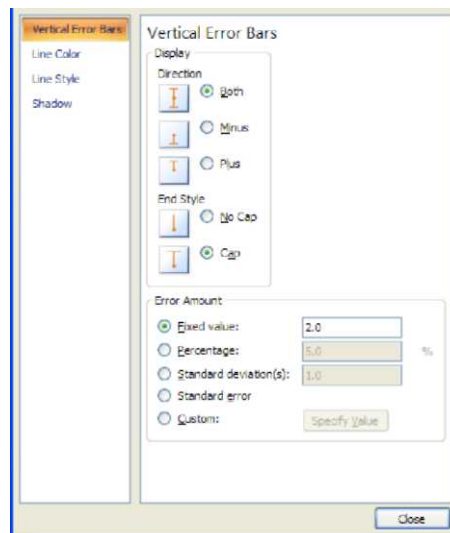 Vertical Error Bars
Line Color
Line Style
Shadow
Vertical Error Bars
Display
Direction
Both
Minus
Plus
End Style
No Cap
Cap
Error Amount
Fixed value: 2.0
Percentage: 5.0 %
Standard deviation(s): 1.0
Standard error
Custom: Specify Value
Close